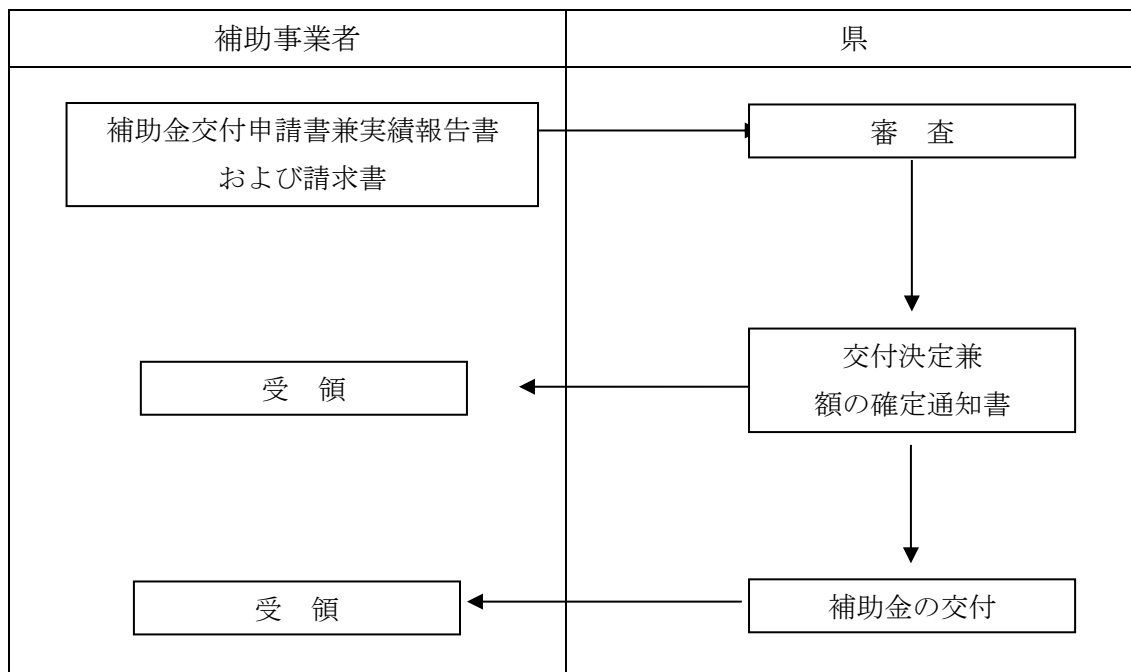 補助事業者
県
補助金交付申請書兼実績報告書
および請求書
審　査
交付決定兼
額の確定通知書
受　領
補助金の交付
受　領